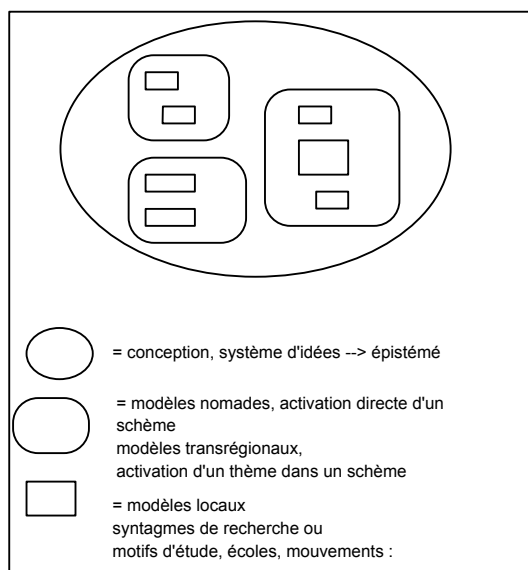 = conception, système d'idées --> épistémé
= modèles nomades, activation directe d'un
schème
modèles transrégionaux,
activation d'un thème dans un schème
= modèles locaux
syntagmes de recherche ou
motifs d'étude, écoles, mouvements :